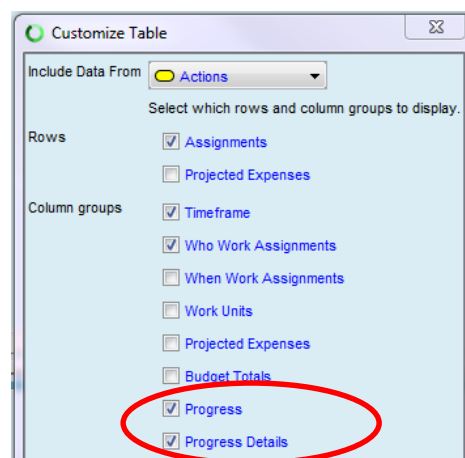 Customize Table
Include Data From Actions
Select which rows and column groups to display.
Rows Assignments
Projected Expenses
Column groups Timeframe
Who Work Assignments
When Work Assignments
Work Units
Projected Expenses
Budget Totals
Progress
Progress Details